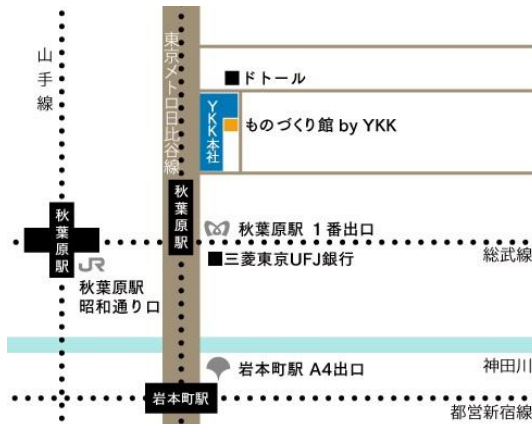 山手線
東京メトロ日比谷線
■ドトール
YKK本社
ものづくり館 by YKK
秋葉原駅
秋葉原駅
秋葉原駅 1番出口
総武線
JR
■三菱東京UFJ銀行
秋葉原駅
昭和通り口
神田川
岩本町駅 A4出口
岩本町駅
都営新宿線